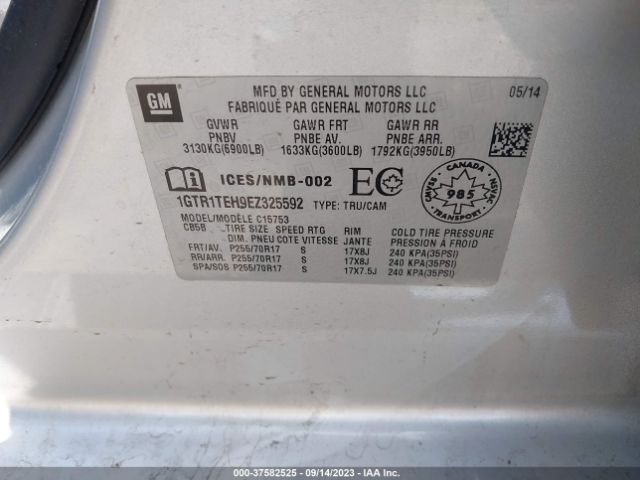 GM
MFD BY GENERAL MOTORS LLC
FABRIQUÉ PAR GENERAL MOTORS LLC
05/14
GVWR GAWR FRT GAWR RR
PNBV PNBE AV. PNBE ARR.
3130KG(6900LB) 1633KG(3600LB) 1792KG(3950LB)
ICES/NMB-002 EC
CANADA
985
CMVSS NSVAC
1GTR1TEH9EZ325592 TYPE: TRU/CAM
MODEL/MODÈLE C15753
CB5B TIRE SIZE SPEED RTG RIM COLD TIRE PRESSURE
DIM. PNEU COTE VITESSE JANTE PRESSION À FROID
FRT/AV. P255/70R17 S 17X8J 240 KPA(35PSI)
RR/ARR. P255/70R17 S 17X8J 240 KPA(35PSI)
SPA/SOS P255/70R17 S 17X7.5J 240 KPA(35PSI)
000-37582525 - 09/14/2023 - IAA Inc.